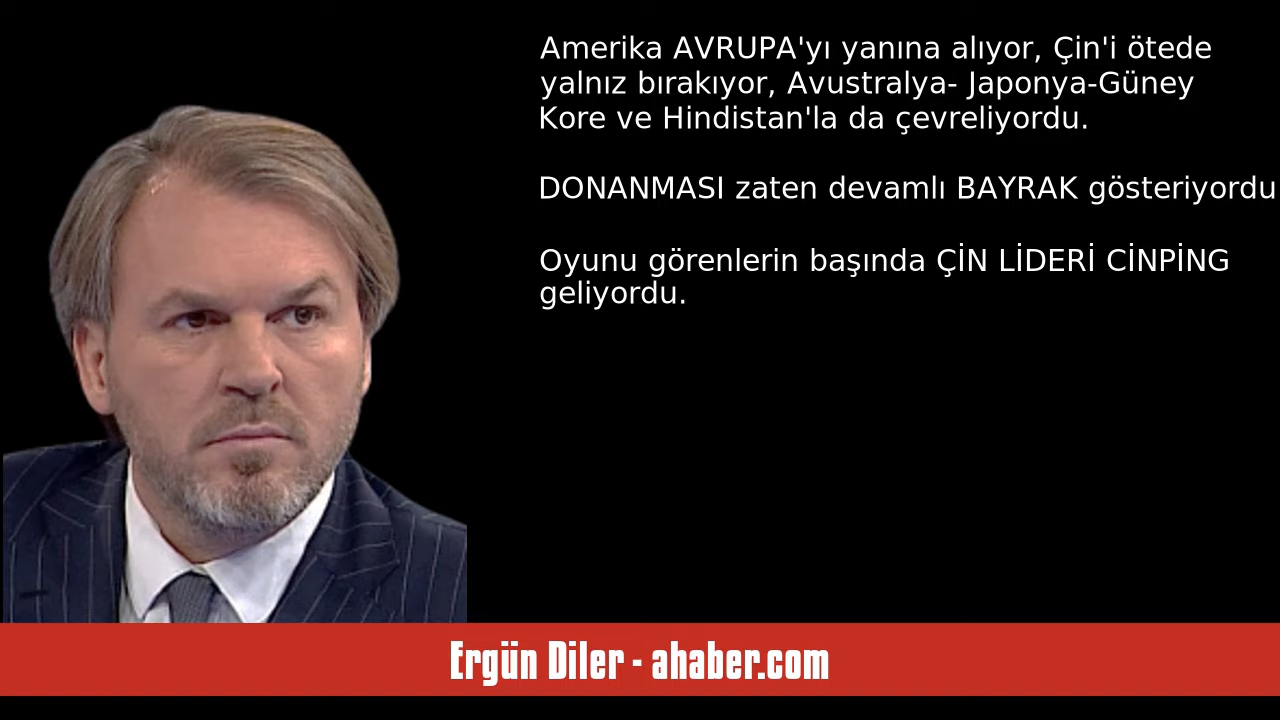 Amerika AVRUPA'yı yanına alıyor, Çin'i ötede
yalnız bırakıyor, Avustralya- Japonya-Güney
Kore ve Hindistan'la da çevreliyordu.
DONANMASI zaten devamlı BAYRAK gösteriyordu
Oyunu görenlerin başında ÇİN LİDERİ CİNPİNG
geliyordu.
Ergün Diler - ahaber.com